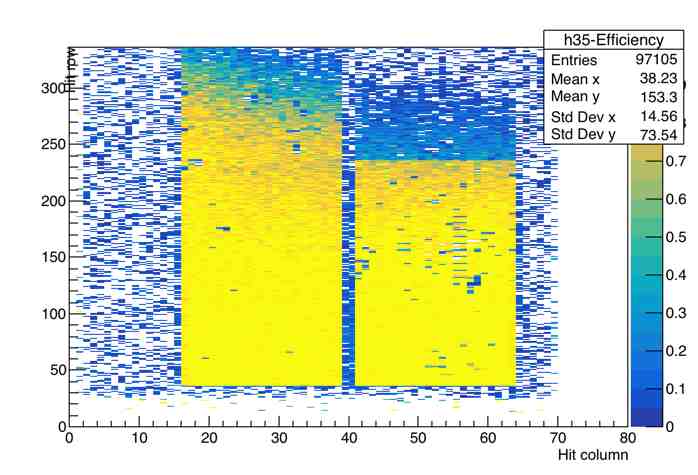 h35-Efficiency
Entries 97105
Mean x 38.23
Mean y 153.3
Std Dev x 14.56
Std Dev y 73.54
300
250
200
150
100
50
0
0 10 20 30 40 50 60 70 80
Hit column
Hit row
0.7
0.6
0.5
0.4
0.3
0.2
0.1
0